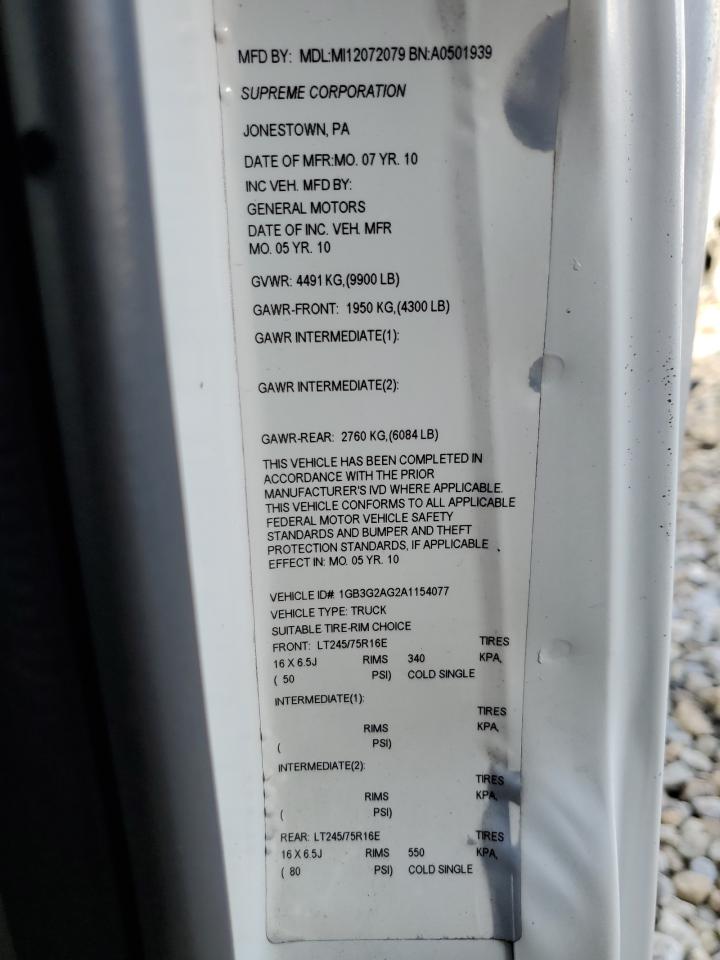 MFD BY: MDL:MI12072079 BN:A0501939
SUPREME CORPORATION
JONESTOWN, PA
DATE OF MFR:MO. 07 YR. 10
INC VEH. MFD BY:
GENERAL MOTORS
DATE OF INC. VEH. MFR
MO. 05 YR. 10
GVWR: 4491 KG,(9900 LB)
GAWR-FRONT: 1950 KG,(4300 LB)
GAWR INTERMEDIATE(1):
GAWR INTERMEDIATE(2):
GAWR-REAR: 2760 KG,(6084 LB)
THIS VEHICLE HAS BEEN COMPLETED IN
ACCORDANCE WITH THE PRIOR
MANUFACTURER'S IVD WHERE APPLICABLE.
THIS VEHICLE CONFORMS TO ALL APPLICABLE
FEDERAL MOTOR VEHICLE SAFETY
STANDARDS AND BUMPER AND THEFT
PROTECTION STANDARDS, IF APPLICABLE
EFFECT IN: MO. 05 YR. 10
VEHICLE ID# 1GB3G2AG2A1154077
VEHICLE TYPE: TRUCK
SUITABLE TIRE-RIM CHOICE
FRONT: LT245/75R16E TIRES
16 X 6.5J RIMS 340 KPA,
( 50 PSI) COLD SINGLE
INTERMEDIATE(1):
TIRES
RIMS KPA,
( PSI)
INTERMEDIATE(2):
TIRES
RIMS KPA,
( PSI)
REAR: LT245/75R16E TIRES
16 X 6.5J RIMS 550 KPA,
( 80 PSI) COLD SINGLE